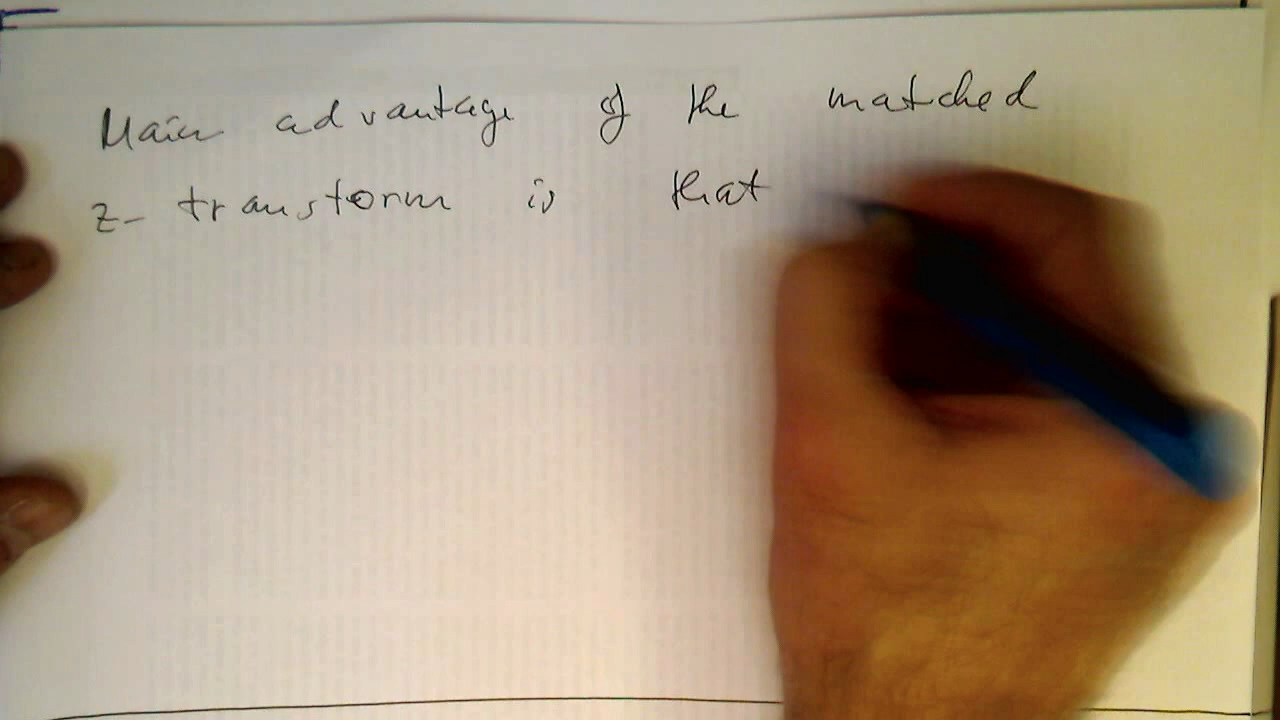 Main advantage of the matched
z-transform is that